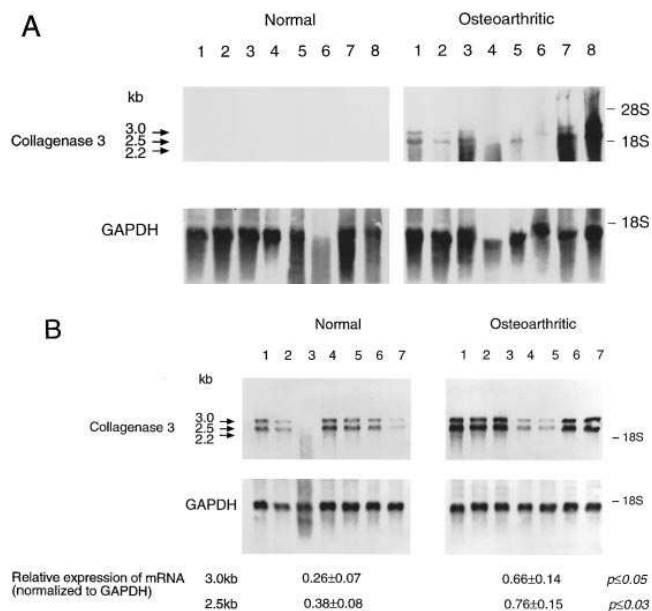 A
Normal
Osteoarthritic
1 2 3 4 5 6 7 8
1 2 3 4 5 6 7 8
kb
Collagenase 3
3.0
2.5
2.2
– 28S
– 18S
GAPDH
– 18S
B
Normal
Osteoarthritic
1 2 3 4 5 6 7
1 2 3 4 5 6 7
kb
Collagenase 3
3.0
2.5
2.2
– 18S
GAPDH
– 18S
Relative expression of mRNA 3.0kb 0.26±0.07 0.66±0.14 p≤0.05
(normalized to GAPDH)
2.5kb 0.38±0.08 0.76±0.15 p≤0.03